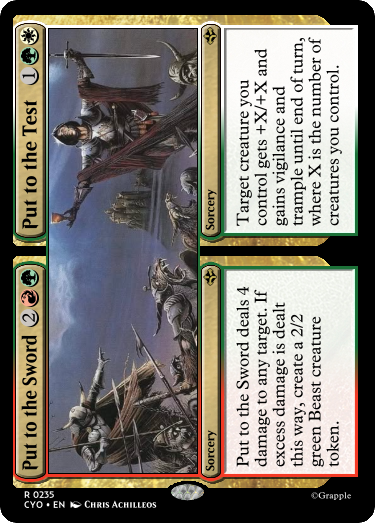 Put to the Sword 2
Sorcery
Put to the Sword deals 4
damage to any target. If
excess damage is dealt
this way, create a 2/2
green Beast creature
token.
Put to the Test 1
Sorcery
Target creature you
control gets +X/+X and
gains vigilance and
trample until end of turn,
where X is the number of
creatures you control.
R 0235
CYO • EN Chris Achilleos
©Grapple